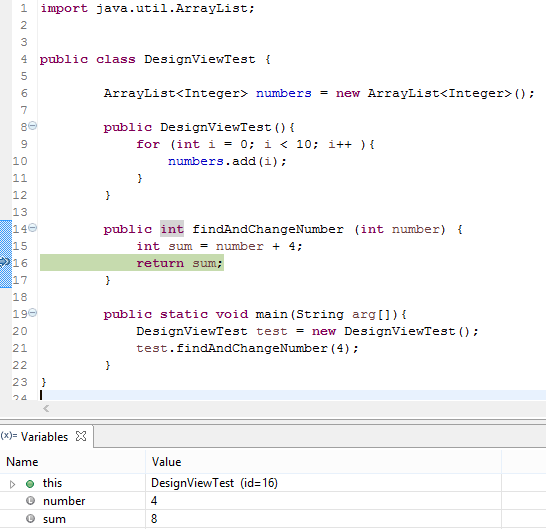 1 import java.util.ArrayList;
2
3
4 public class DesignViewTest {
5
6 ArrayList<Integer> numbers = new ArrayList<Integer>();
7
8 public DesignViewTest(){
9 for (int i = 0; i < 10; i++ ){
10 numbers.add(i);
11 }
12 }
13
14 public int findAndChangeNumber (int number) {
15 int sum = number + 4;
16 return sum;
17 }
18
19 public static void main(String arg[]){
20 DesignViewTest test = new DesignViewTest();
21 test.findAndChangeNumber(4);
22 }
23 }
24
(x)= Variables
Name Value
this DesignViewTest (id=16)
number 4
sum 8